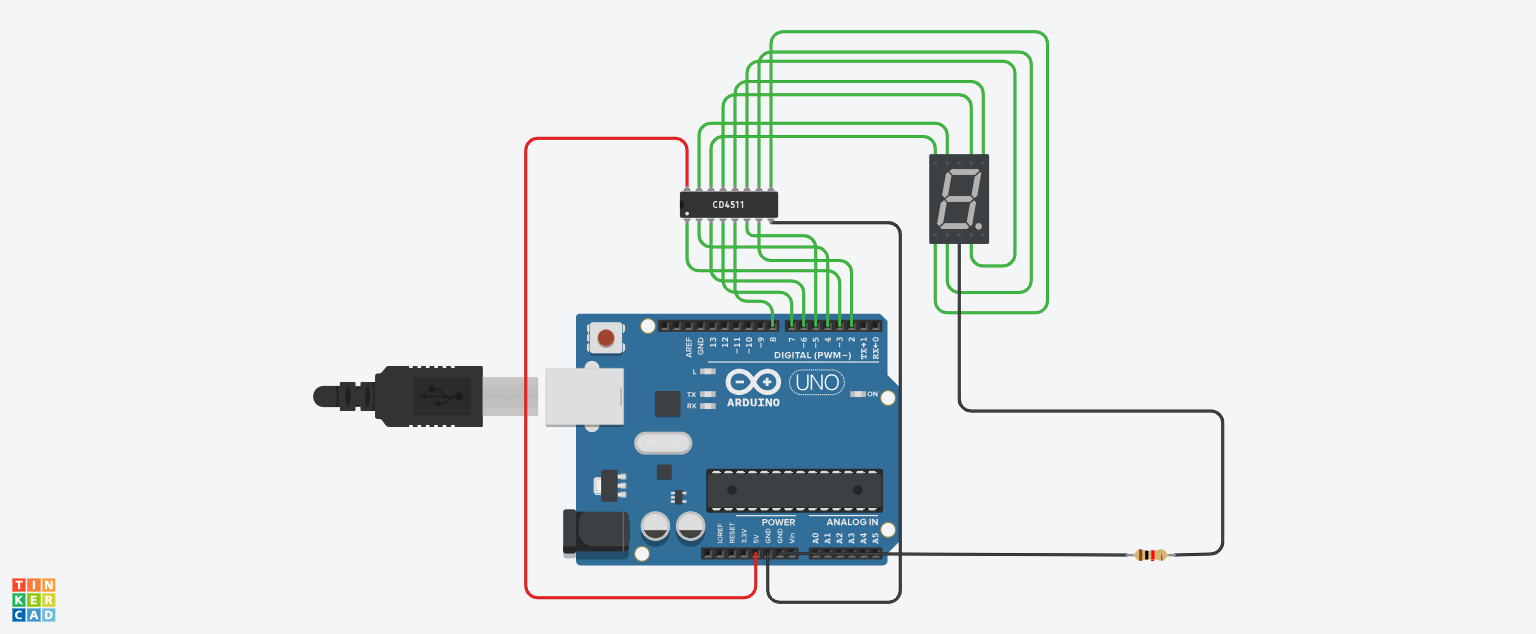 CD4511
AREF
GND
13
12
~11
~10
~9
8
7
~6
~5
4
~3
2
TX→1
RX←0
DIGITAL (PWM~)
L
TX
RX
ARDUINO
UNO
ON
POWER
ANALOG IN
IOREF
RESET
3.3V
5V
GND
GND
Vin
A0
A1
A2
A3
A4
A5
TIN
KER
CAD